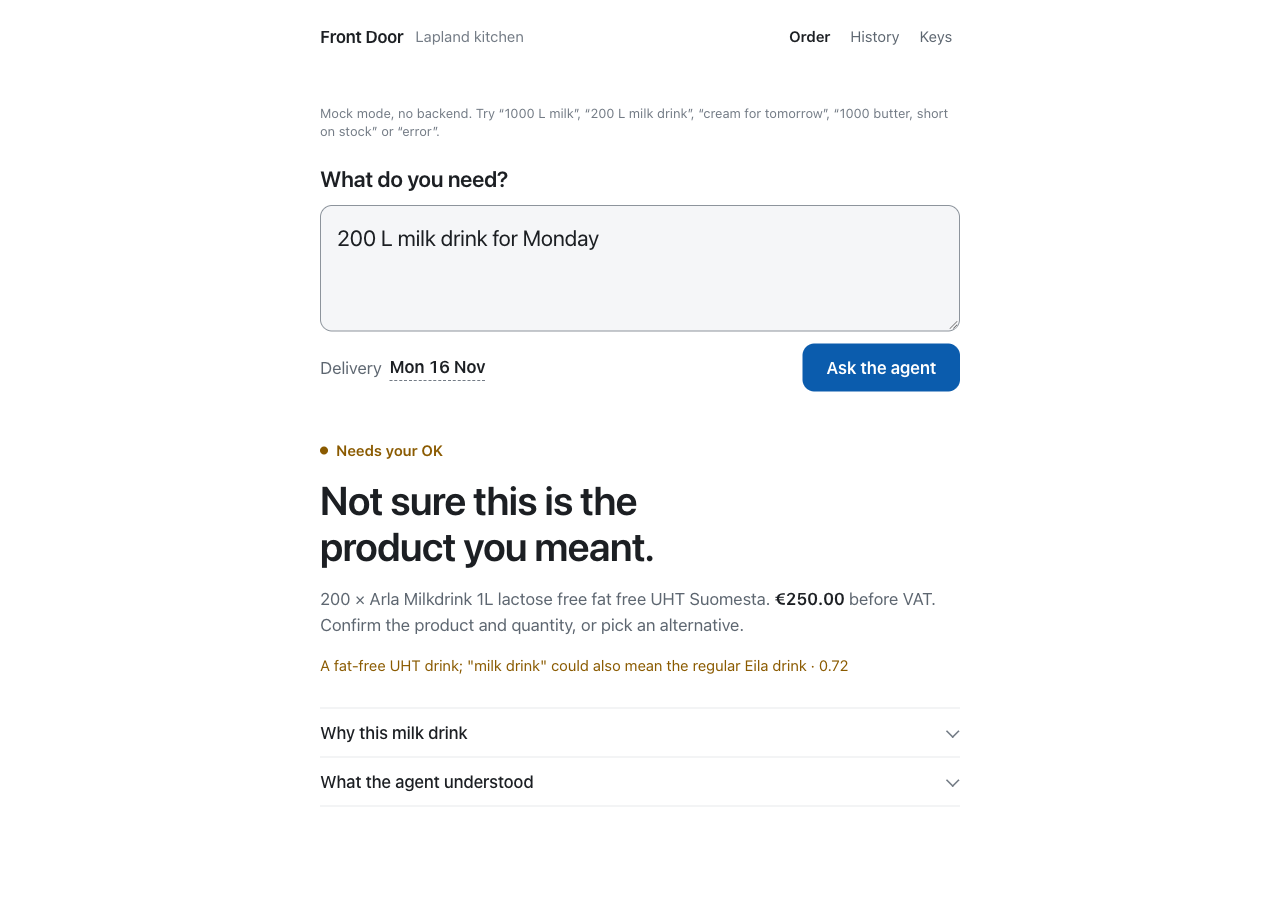 Front Door Lapland kitchen Order History Keys
Mock mode, no backend. Try “1000 L milk”, “200 L milk drink”, “cream for tomorrow”, “1000 butter, short
on stock” or “error”.
What do you need?
200 L milk drink for Monday
Delivery Mon 16 Nov Ask the agent
Needs your OK
Not sure this is the
product you meant.
200 × Arla Milkdrink 1L lactose free fat free UHT Suomesta. €250.00 before VAT.
Confirm the product and quantity, or pick an alternative.
A fat-free UHT drink; "milk drink" could also mean the regular Eila drink · 0.72
Why this milk drink
What the agent understood